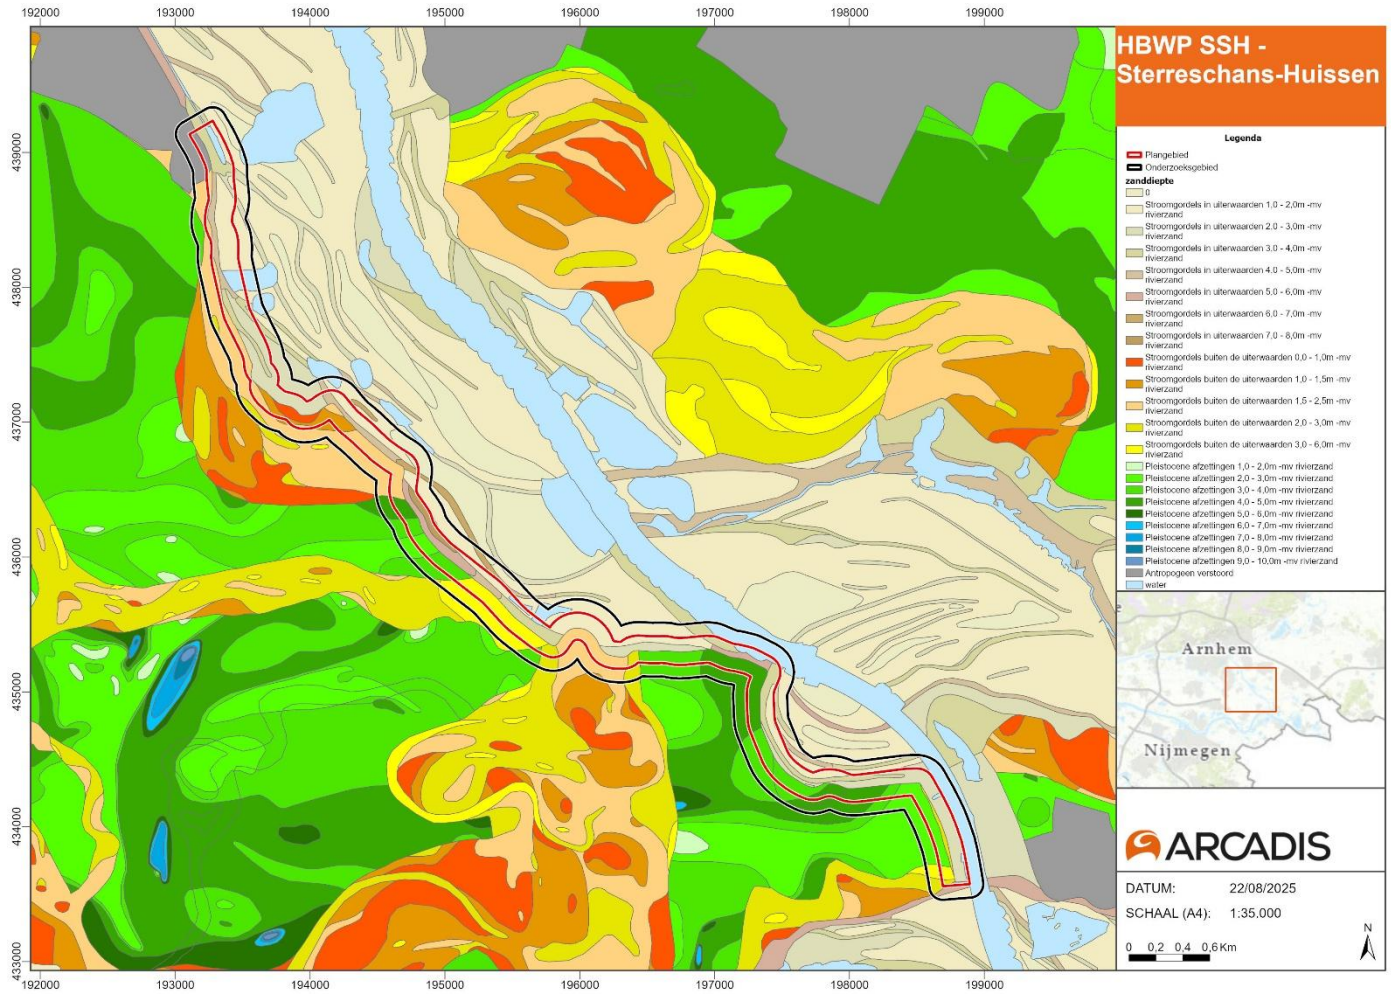 192000 193000 194000 195000 196000 197000 198000 199000
439000
438000
437000
436000
435000
434000
433000
192000 193000 194000 195000 196000 197000 198000 199000
HBWP SSH -
Sterreschans-Huissen
Legenda
Plangebied
Onderzoeksgebied
zanddiepte
0
Stroomgordels in uiterwaarden 1,0 - 2,0m -mv
rivierzand
Stroomgordels in uiterwaarden 2,0 - 3,0m -mv
rivierzand
Stroomgordels in uiterwaarden 3,0 - 4,0m -mv
rivierzand
Stroomgordels in uiterwaarden 4,0 - 5,0m -mv
rivierzand
Stroomgordels in uiterwaarden 5,0 - 6,0m -mv
rivierzand
Stroomgordels in uiterwaarden 6,0 - 7,0m -mv
rivierzand
Stroomgordels in uiterwaarden 7,0 - 8,0m -mv
rivierzand
Stroomgordels buiten de uiterwaarden 0,0 - 1,0m -mv
rivierzand
Stroomgordels buiten de uiterwaarden 1,0 - 1,5m -mv
rivierzand
Stroomgordels buiten de uiterwaarden 1,5 - 2,5m -mv
rivierzand
Stroomgordels buiten de uiterwaarden 2,0 - 3,0m -mv
rivierzand
Stroomgordels buiten de uiterwaarden 3,0 - 6,0m -mv
rivierzand
Pleistocene afzettingen 1,0 - 2,0m -mv rivierzand
Pleistocene afzettingen 2,0 - 3,0m -mv rivierzand
Pleistocene afzettingen 3,0 - 4,0m -mv rivierzand
Pleistocene afzettingen 4,0 - 5,0m -mv rivierzand
Pleistocene afzettingen 5,0 - 6,0m -mv rivierzand
Pleistocene afzettingen 6,0 - 7,0m -mv rivierzand
Pleistocene afzettingen 7,0 - 8,0m -mv rivierzand
Pleistocene afzettingen 8,0 - 9,0m -mv rivierzand
Pleistocene afzettingen 9,0 - 10,0m -mv rivierzand
Antropogeen verstoord
water
Arnhem
Nijmegen
ARCADIS
DATUM: 22/08/2025
SCHAAL (A4): 1:35.000
0 0,2 0,4 0,6 Km
N